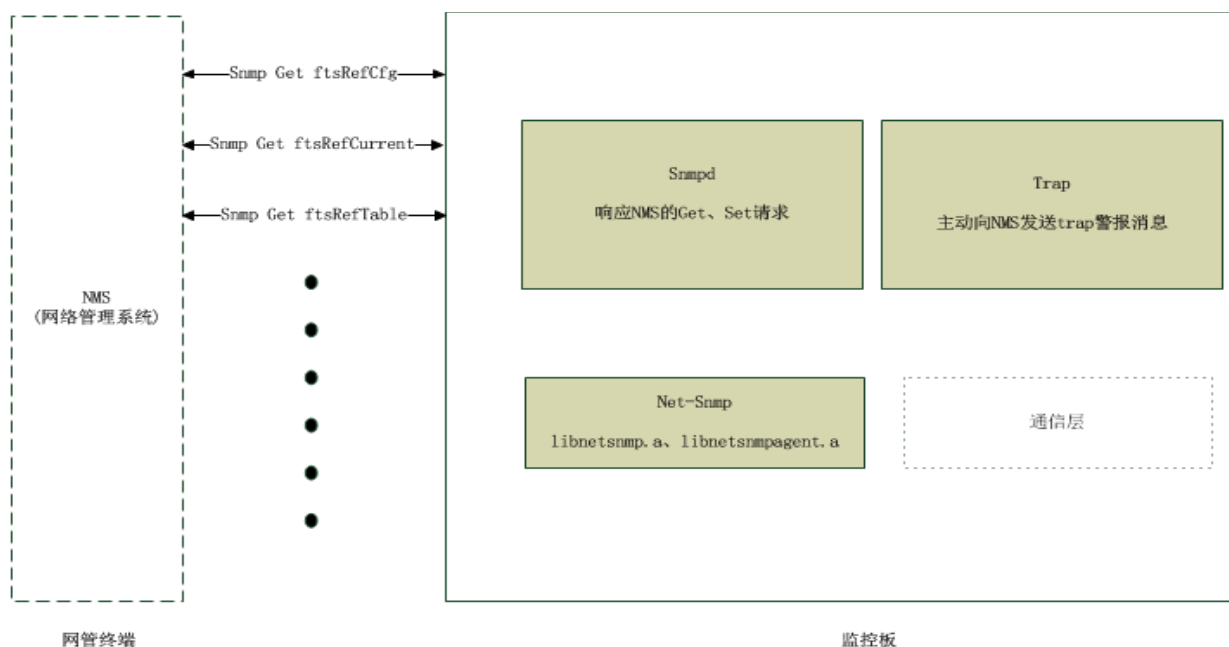 Snmp Get ftsRefCfg
Snmp Get ftsRefCurrent
Snmp Get ftsRefTable
NMS
(网络管理系统)
Snmpd
响应NMS的Get、Set请求
Trap
主动向NMS发送trap警报消息
Net-Snmp
libnetsnmp.a、libnetsnmpagent.a
通信层
网管终端
监控板